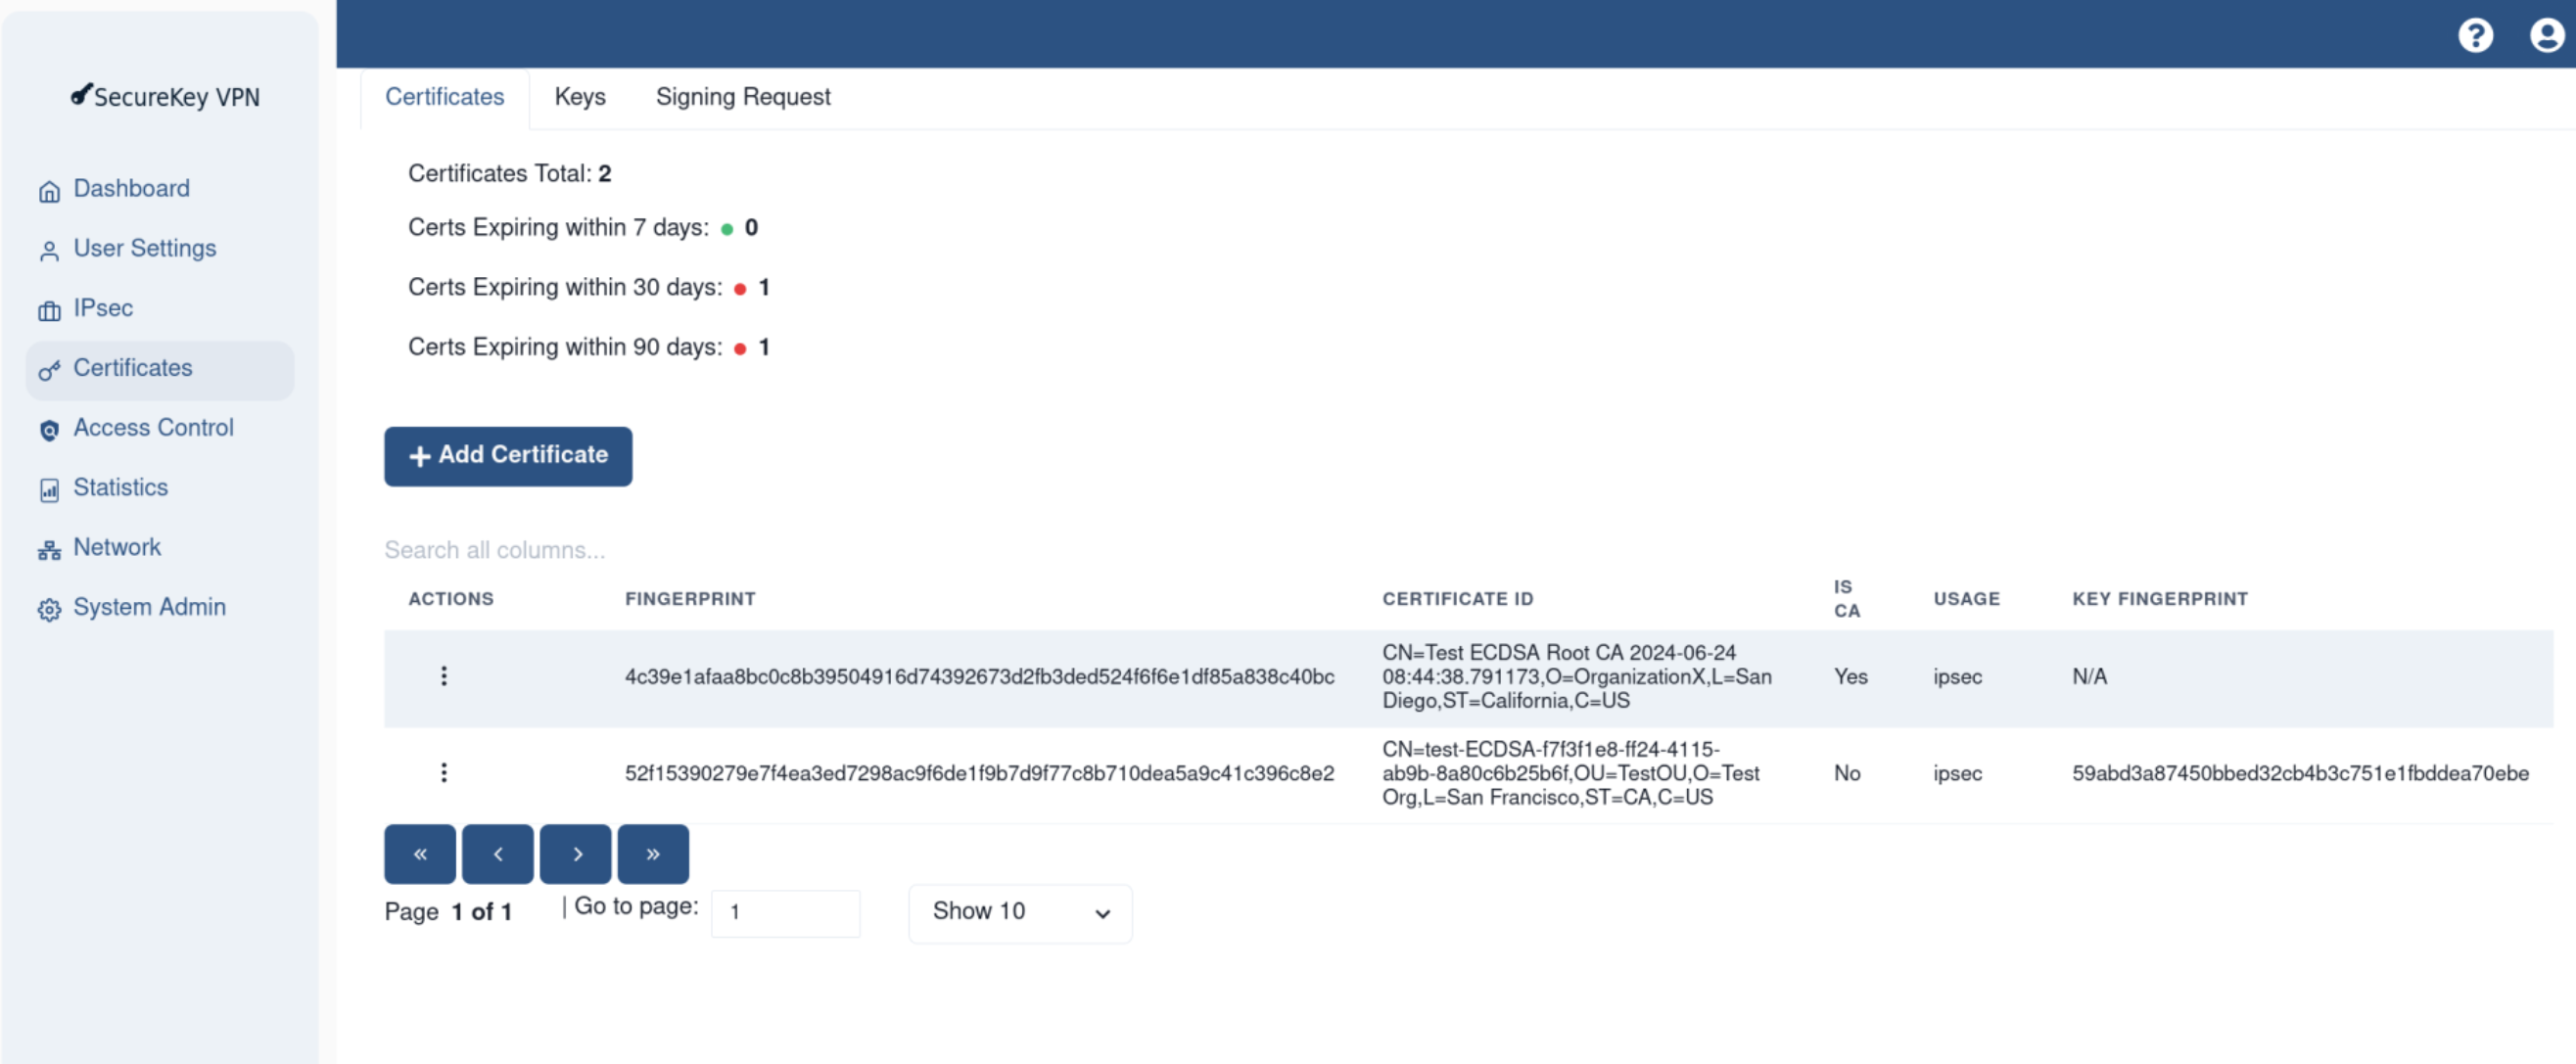 SecureKey VPN
Dashboard
User Settings
IPsec
Certificates
Access Control
Statistics
Network
System Admin
Certificates Keys Signing Request
Certificates Total: 2
Certs Expiring within 7 days: 0
Certs Expiring within 30 days: 1
Certs Expiring within 90 days: 1
+ Add Certificate
Search all columns...
ACTIONS FINGERPRINT CERTIFICATE ID IS CA USAGE KEY FINGERPRINT
4c39e1afaa8bc0c8b39504916d74392673d2fb3ded524f6f6e1df85a838c40bc
CN=Test ECDSA Root CA 2024-06-24
08:44:38.791173,O=OrganizationX,L=San
Diego,ST=California,C=US
Yes ipsec N/A
52f15390279e7f4ea3ed7298ac9f6de1f9b7d9f77c8b710dea5a9c41c396c8e2
CN=test-ECDSA-f7f3f1e8-ff24-4115-
ab9b-8a80c6b25b6f,OU=TestOU,O=Test
Org,L=San Francisco,ST=CA,C=US
No ipsec 59abd3a87450bbed32cb4b3c751e1fbddea70ebe
« ‹ › »
Page 1 of 1 | Go to page: 1 Show 10